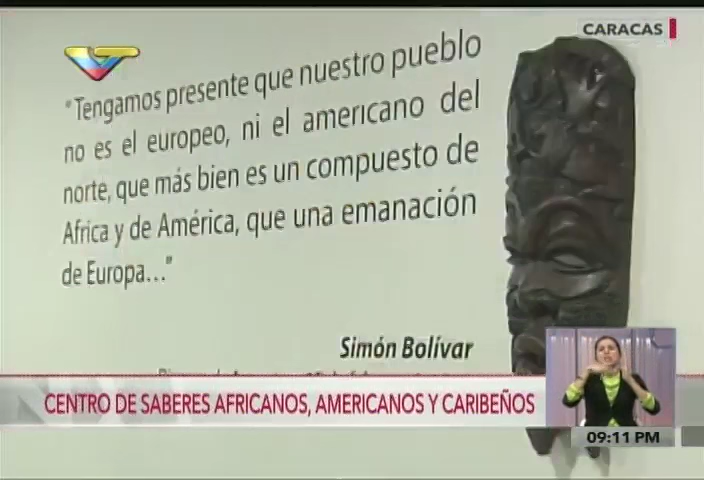 CARACAS
"Tengamos presente que nuestro pueblo
no es el europeo, ni el americano del
norte, que más bien es un compuesto de
Africa y de América, que una emanación
de Europa..."
Simón Bolívar
CENTRO DE SABERES AFRICANOS, AMERICANOS Y CARIBEÑOS
09:11 PM